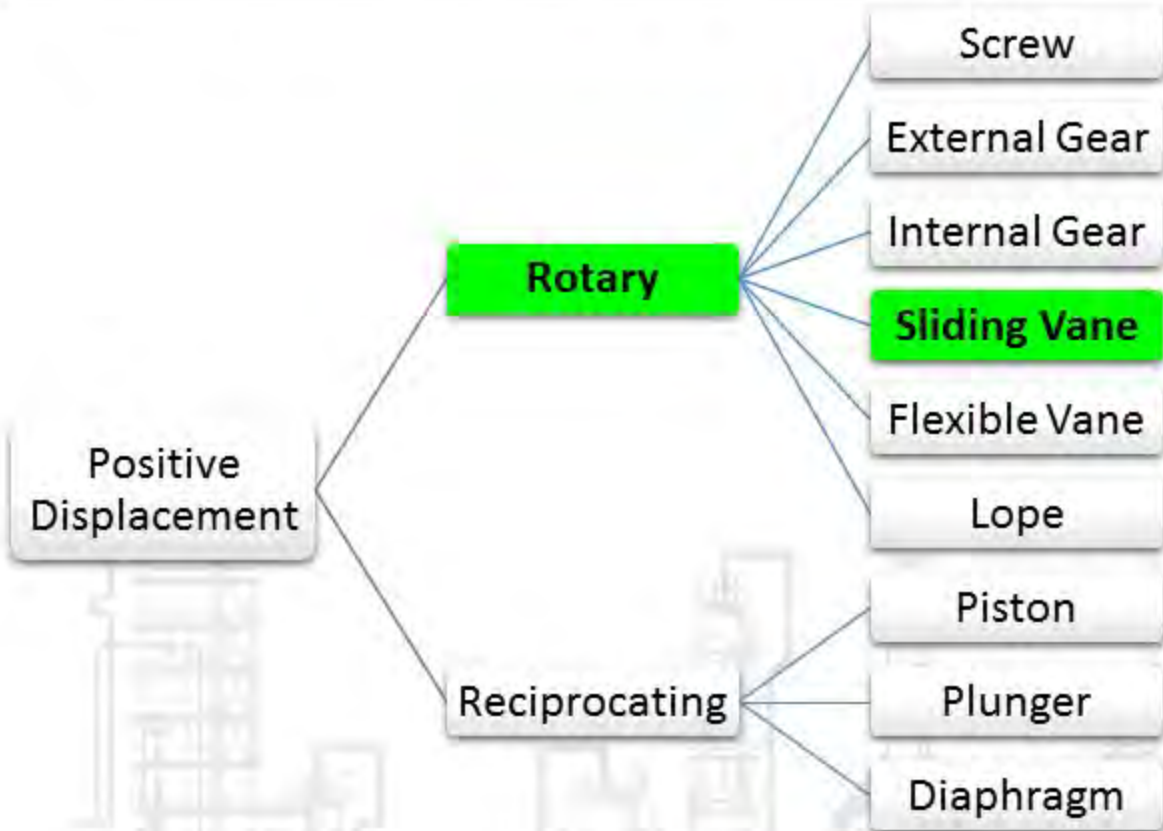 Screw
External Gear
Internal Gear
Rotary
Sliding Vane
Flexible Vane
Positive
Displacement
Lope
Piston
Reciprocating
Plunger
Diaphragm